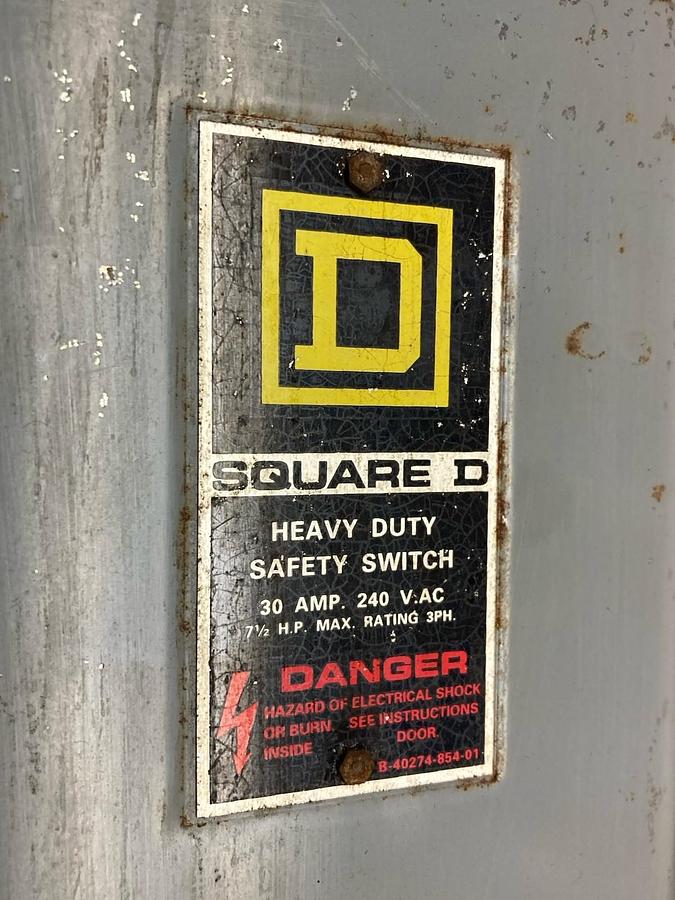 D
SQUARE D
HEAVY DUTY
SAFETY SWITCH
30 AMP. 240 V.AC
7½ H.P. MAX. RATING 3PH.
DANGER
HAZARD OF ELECTRICAL SHOCK
OR BURN. SEE INSTRUCTIONS
INSIDE DOOR.
B-40274-854-01